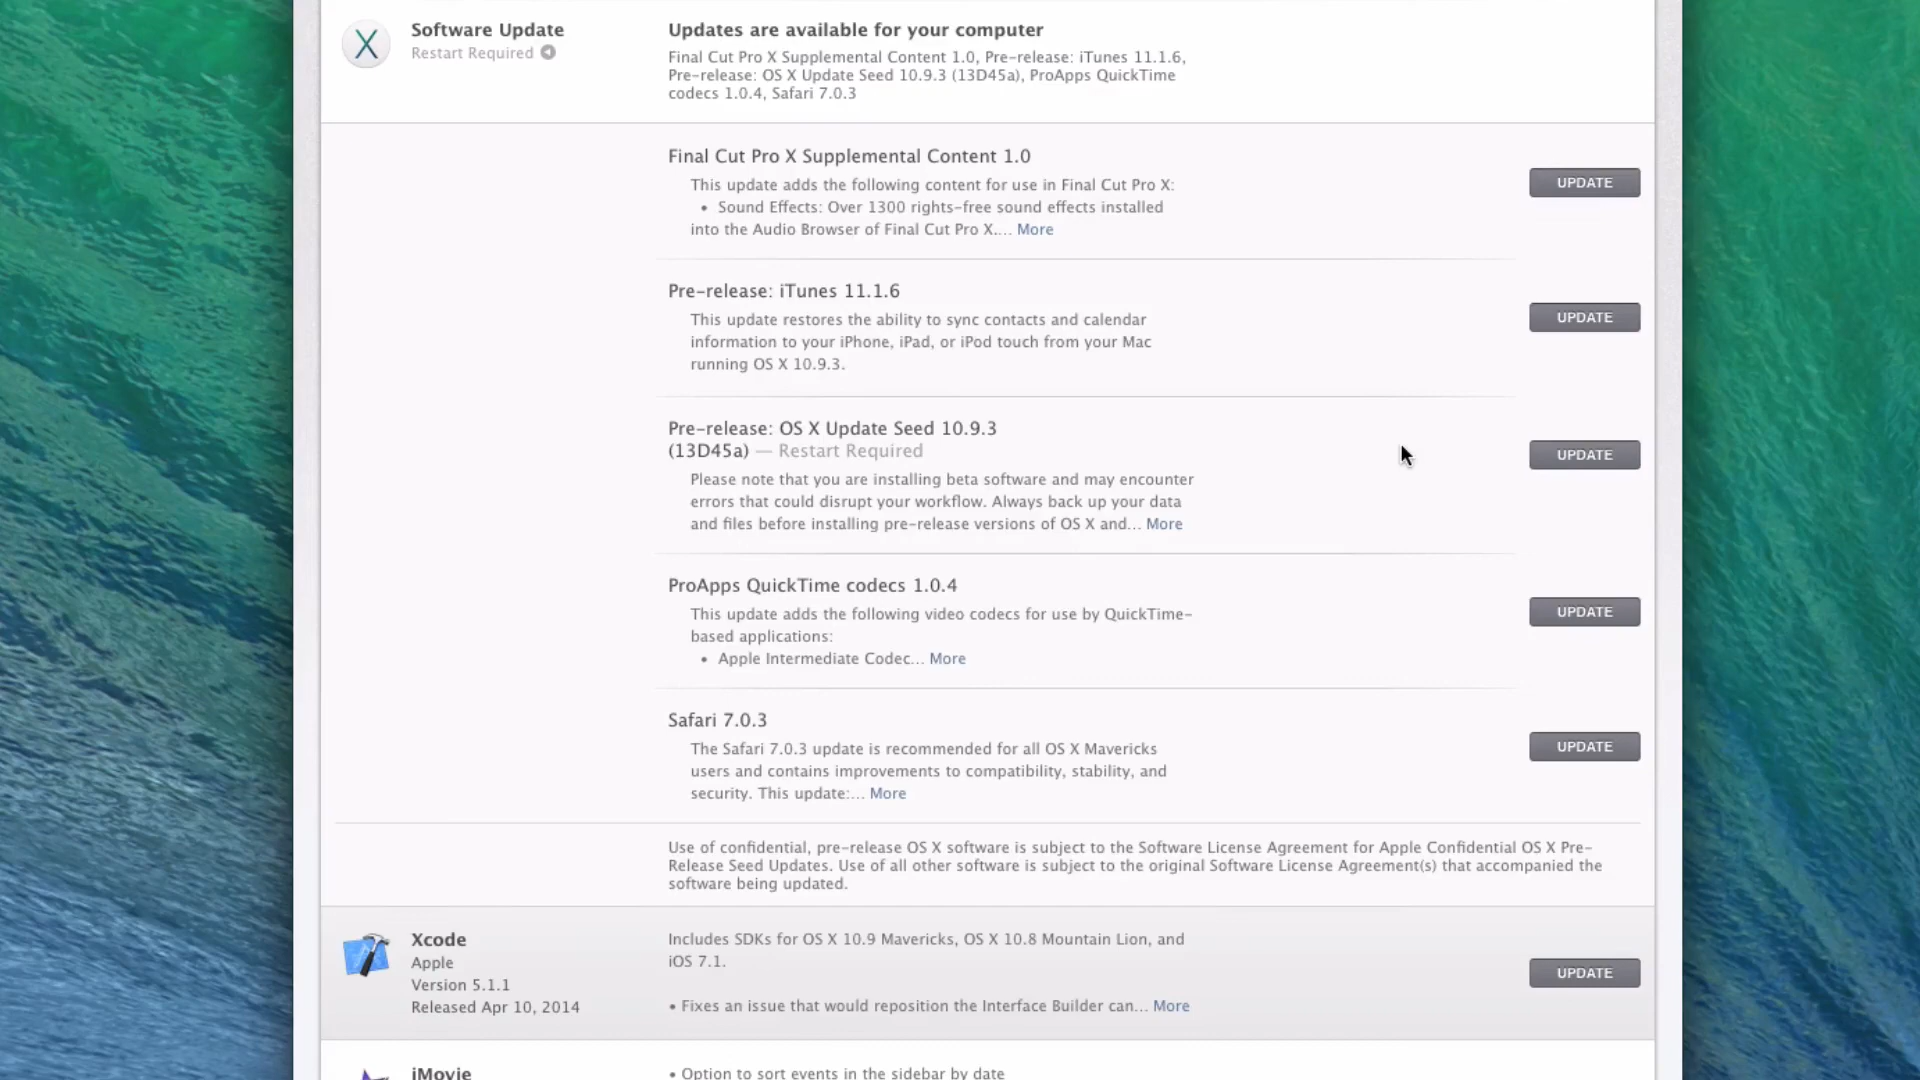 Software Update
Restart Required
Updates are available for your computer
Final Cut Pro X Supplemental Content 1.0, Pre-release: iTunes 11.1.6,
Pre-release: OS X Update Seed 10.9.3 (13D45a), ProApps QuickTime
codecs 1.0.4, Safari 7.0.3
Final Cut Pro X Supplemental Content 1.0
UPDATE
This update adds the following content for use in Final Cut Pro X:
• Sound Effects: Over 1300 rights-free sound effects installed
into the Audio Browser of Final Cut Pro X.... More
Pre-release: iTunes 11.1.6
UPDATE
This update restores the ability to sync contacts and calendar
information to your iPhone, iPad, or iPod touch from your Mac
running OS X 10.9.3.
Pre-release: OS X Update Seed 10.9.3
(13D45a) — Restart Required
UPDATE
Please note that you are installing beta software and may encounter
errors that could disrupt your workflow. Always back up your data
and files before installing pre-release versions of OS X and... More
ProApps QuickTime codecs 1.0.4
UPDATE
This update adds the following video codecs for use by QuickTime-
based applications:
• Apple Intermediate Codec... More
Safari 7.0.3
UPDATE
The Safari 7.0.3 update is recommended for all OS X Mavericks
users and contains improvements to compatibility, stability, and
security. This update:... More
Use of confidential, pre-release OS X software is subject to the Software License Agreement for Apple Confidential OS X Pre-
Release Seed Updates. Use of all other software is subject to the original Software License Agreement(s) that accompanied the
software being updated.
Xcode
Apple
Version 5.1.1
Released Apr 10, 2014
Includes SDKs for OS X 10.9 Mavericks, OS X 10.8 Mountain Lion, and
iOS 7.1.
• Fixes an issue that would reposition the Interface Builder can... More
UPDATE
iMovie
• Option to sort events in the sidebar by date